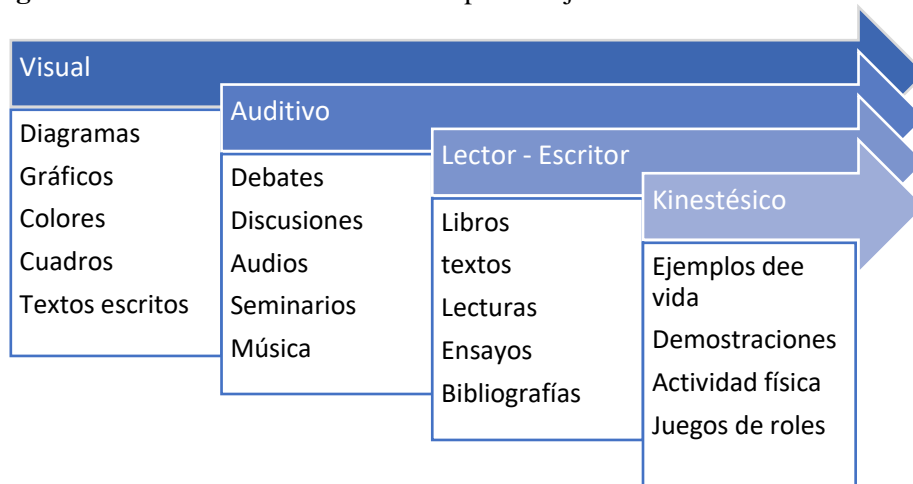 Visual
Diagramas
Gráficos
Colores
Cuadros
Textos escritos
Auditivo
Debates
Discusiones
Audios
Seminarios
Música
Lector - Escritor
Libros
textos
Lecturas
Ensayos
Bibliografías
Kinestésico
Ejemplos dee
vida
Demostraciones
Actividad física
Juegos de roles